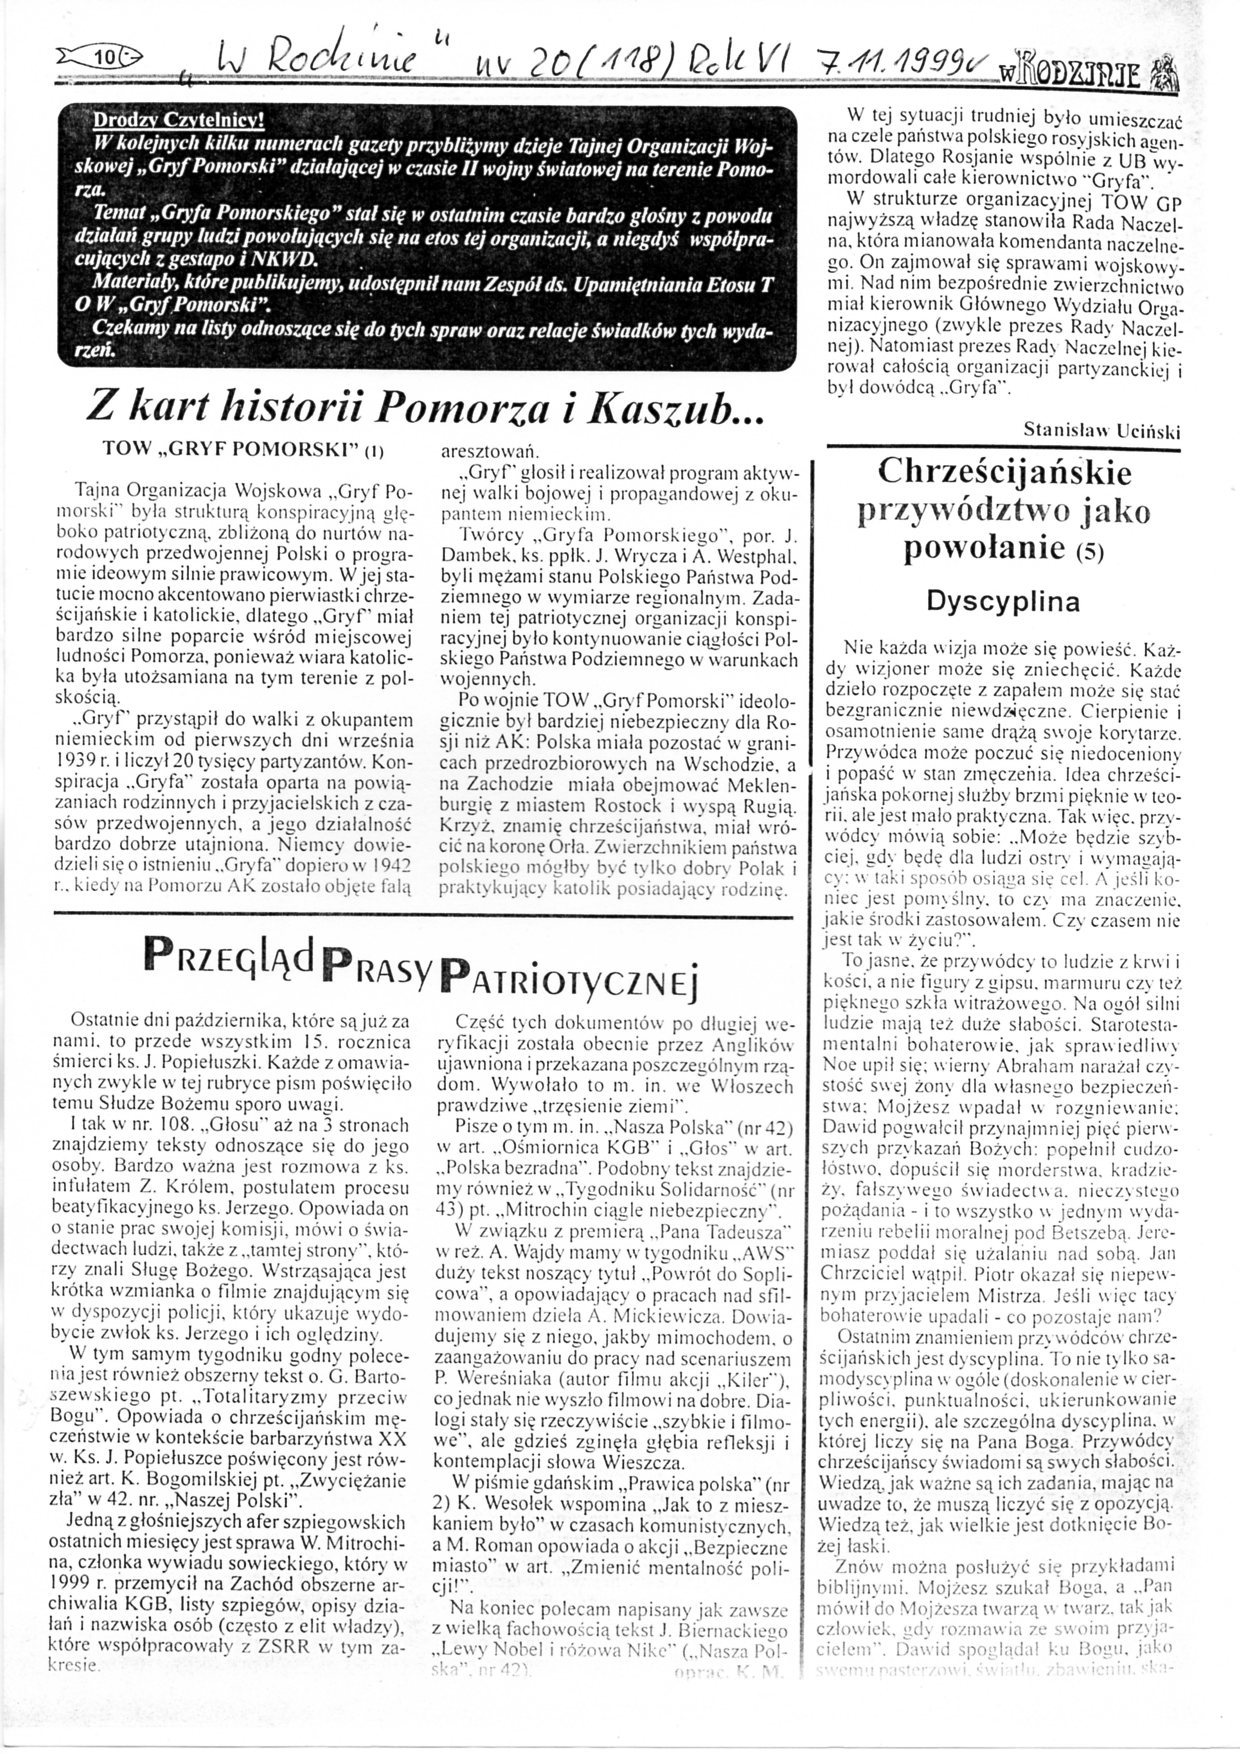 10
„W Rodzinie" nr 20 (118) Rok VI 7.11.1999r
w RODZINIE
Drodzy Czytelnicy!
W kolejnych kilku numerach gazety przybliżymy dzieje Tajnej Organizacji Woj-
skowej „Gryf Pomorski” działającej w czasie II wojny światowej na terenie Pomo-
rza.
Temat „Gryfa Pomorskiego” stał się w ostatnim czasie bardzo głośny z powodu
działań grupy ludzi powołujących się na etos tej organizacji, a niegdyś współpra-
cujących z gestapo i NKWD.
Materiały, które publikujemy, udostępnił nam Zespół ds. Upamiętniania Etosu T
O W „Gryf Pomorski”.
Czekamy na listy odnoszące się do tych spraw oraz relacje świadków tych wyda-
rzeń.
Z kart historii Pomorza i Kaszub...
TOW „GRYF POMORSKI” (1)
Tajna Organizacja Wojskowa „Gryf Po-
morski” była strukturą konspiracyjną głę-
boko patriotyczną, zbliżoną do nurtów na-
rodowych przedwojennej Polski o progra-
mie ideowym silnie prawicowym. W jej sta-
tucie mocno akcentowano pierwiastki chrze-
ścijańskie i katolickie, dlatego „Gryf” miał
bardzo silne poparcie wśród miejscowej
ludności Pomorza, ponieważ wiara katolic-
ka była utożsamiana na tym terenie z pol-
skością.
„Gryf” przystąpił do walki z okupantem
niemieckim od pierwszych dni września
1939 r. i liczył 20 tysięcy partyzantów. Kon-
spiracja „Gryfa” została oparta na powią-
zaniach rodzinnych i przyjacielskich z cza-
sów przedwojennych, a jego działalność
bardzo dobrze utajniona. Niemcy dowie-
dzieli się o istnieniu „Gryfa” dopiero w 1942
r., kiedy na Pomorzu AK zostało objęte falą
aresztowań.
„Gryf” głosił i realizował program aktyw-
nej walki bojowej i propagandowej z oku-
pantem niemieckim.
Twórcy „Gryfa Pomorskiego”, por. J.
Dambek, ks. ppłk. J. Wrycza i A. Westphal,
byli mężami stanu Polskiego Państwa Pod-
ziemnego w wymiarze regionalnym. Zada-
niem tej patriotycznej organizacji konspi-
racyjnej było kontynuowanie ciągłości Pol-
skiego Państwa Podziemnego w warunkach
wojennych.
Po wojnie TOW „Gryf Pomorski” ideolo-
gicznie był bardziej niebezpieczny dla Ro-
sji niż AK: Polska miała pozostać w grani-
cach przedrozbiorowych na Wschodzie, a
na Zachodzie miała obejmować Meklen-
burgię z miastem Rostock i wyspą Rugią.
Krzyż, znamię chrześcijaństwa, miał wró-
cić na koronę Orła. Zwierzchnikiem państwa
polskiego mógłby być tylko dobry Polak i
praktykujący katolik posiadający rodzinę.
W tej sytuacji trudniej było umieszczać
na czele państwa polskiego rosyjskich agen-
tów. Dlatego Rosjanie wspólnie z UB wy-
mordowali całe kierownictwo “Gryfa”.
W strukturze organizacyjnej TOW GP
najwyższą władzę stanowiła Rada Naczel-
na, która mianowała komendanta naczelne-
go. On zajmował się sprawami wojskowy-
mi. Nad nim bezpośrednie zwierzchnictwo
miał kierownik Głównego Wydziału Orga-
nizacyjnego (zwykle prezes Rady Naczel-
nej). Natomiast prezes Rady Naczelnej kie-
rował całością organizacji partyzanckiej i
był dowódcą „Gryfa”.
Stanisław Uciński
Przegląd Prasy Patriotycznej
Ostatnie dni października, które są już za
nami, to przede wszystkim 15. rocznica
śmierci ks. J. Popiełuszki. Każde z omawia-
nych zwykle w tej rubryce pism poświęciło
temu Słudze Bożemu sporo uwagi.
I tak w nr. 108. „Głosu” aż na 3 stronach
znajdziemy teksty odnoszące się do jego
osoby. Bardzo ważna jest rozmowa z ks.
infułatem Z. Królem, postulatem procesu
beatyfikacyjnego ks. Jerzego. Opowiada on
o stanie prac swojej komisji, mówi o świa-
dectwach ludzi, także z „tamtej strony”, któ-
rzy znali Sługę Bożego. Wstrząsająca jest
krótka wzmianka o filmie znajdującym się
w dyspozycji policji, który ukazuje wydo-
bycie zwłok ks. Jerzego i ich oględziny.
W tym samym tygodniku godny polece-
nia jest również obszerny tekst o. G. Barto-
szewskiego pt. „Totalitaryzmy przeciw
Bogu”. Opowiada o chrześcijańskim mę-
czeństwie w kontekście barbarzyństwa XX
w. Ks. J. Popiełuszce poświęcony jest rów-
nież art. K. Bogomilskiej pt. „Zwyciężanie
zła” w 42. nr. „Naszej Polski”.
Jedną z głośniejszych afer szpiegowskich
ostatnich miesięcy jest sprawa W. Mitrochi-
na, członka wywiadu sowieckiego, który w
1999 r. przemycił na Zachód obszerne ar-
chiwalia KGB, listy szpiegów, opisy dzia-
łań i nazwiska osób (często z elit władzy),
które współpracowały z ZSRR w tym za-
kresie.
Część tych dokumentów po długiej we-
ryfikacji została obecnie przez Anglików
ujawniona i przekazana poszczególnym rzą-
dom. Wywołało to m. in. we Włoszech
prawdziwe „trzęsienie ziemi”.
Pisze o tym m. in. „Nasza Polska” (nr 42)
w art. „Ośmiornica KGB” i „Głos” w art.
„Polska bezradna”. Podobny tekst znajdzie-
my również w „Tygodniku Solidarność” (nr
43) pt. „Mitrochin ciągle niebezpieczny”.
W związku z premierą „Pana Tadeusza”
w reż. A. Wajdy mamy w tygodniku „AWS”
duży tekst noszący tytuł „Powrót do Sopli-
cowa”, a opowiadający o pracach nad sfil-
mowaniem dzieła A. Mickiewicza. Dowia-
dujemy się z niego, jakby mimochodem, o
zaangażowaniu do pracy nad scenariuszem
P. Wereśniaka (autor filmu akcji „Kiler”),
co jednak nie wyszło filmowi na dobre. Dia-
logi stały się rzeczywiście „szybkie i filmo-
we”, ale gdzieś zginęła głębia refleksji i
kontemplacji słowa Wieszcza.
W piśmie gdańskim „Prawica polska” (nr
2) K. Wesołek wspomina „Jak to z miesz-
kaniem było” w czasach komunistycznych,
a M. Roman opowiada o akcji „Bezpieczne
miasto” w art. „Zmienić mentalność poli-
cji!”.
Na koniec polecam napisany jak zawsze
z wielką fachowością tekst J. Biernackiego
„Lewy Nobel i różowa Nike” („Nasza Pol-
ska”, nr 42).
oprac. K. M.
Chrześcijańskie
przywództwo jako
powołanie (5)
Dyscyplina
Nie każda wizja może się powieść. Każ-
dy wizjoner może się zniechęcić. Każde
dzieło rozpoczęte z zapałem może się stać
bezgranicznie niewdzięczne. Cierpienie i
osamotnienie same drążą swoje korytarze.
Przywódca może poczuć się niedoceniony
i popaść w stan zmęczenia. Idea chrześci-
jańska pokornej służby brzmi pięknie w teo-
rii, ale jest mało praktyczna. Tak więc, przy-
wódcy mówią sobie: „Może będzie szyb-
ciej, gdy będę dla ludzi ostry i wymagają-
cy; w taki sposób osiąga się cel. A jeśli ko-
niec jest pomyślny, to czy ma znaczenie,
jakie środki zastosowałem. Czy czasem nie
jest tak w życiu?”.
To jasne, że przywódcy to ludzie z krwi i
kości, a nie figury z gipsu, marmuru czy też
pięknego szkła witrażowego. Na ogół silni
ludzie mają też duże słabości. Starotesta-
mentalni bohaterowie, jak sprawiedliwy
Noe upił się; wierny Abraham narażał czy-
stość swej żony dla własnego bezpieczeń-
stwa; Mojżesz wpadał w rozgniewanie;
Dawid pogwałcił przynajmniej pięć pierw-
szych przykazań Bożych: popełnił cudzo-
łóstwo, dopuścił się morderstwa, kradzie-
ży, fałszywego świadectwa, nieczystego
pożądania - i to wszystko w jednym wyda-
rzeniu rebelii moralnej pod Betszebą. Jere-
miasz poddał się użalaniu nad sobą. Jan
Chrzciciel wątpił. Piotr okazał się niepew-
nym przyjacielem Mistrza. Jeśli więc tacy
bohaterowie upadali - co pozostaje nam?
Ostatnim znamieniem przywódców chrze-
ścijańskich jest dyscyplina. To nie tylko sa-
modyscyplina w ogóle (doskonalenie w cier-
pliwości, punktualności, ukierunkowanie
tych energii), ale szczególna dyscyplina, w
której liczy się na Pana Boga. Przywódcy
chrześcijańscy świadomi są swych słabości.
Wiedzą, jak ważne są ich zadania, mając na
uwadze to, że muszą liczyć się z opozycją.
Wiedzą też, jak wielkie jest dotknięcie Bo-
żej łaski.
Znów można posłużyć się przykładami
biblijnymi. Mojżesz szukał Boga, a „Pan
mówił do Mojżesza twarzą w twarz, tak jak
człowiek, gdy rozmawia ze swoim przyja-
cielem”. Dawid spoglądał ku Bogu, jako
swemu pasterzowi, światłu, zbawieniu, ska-